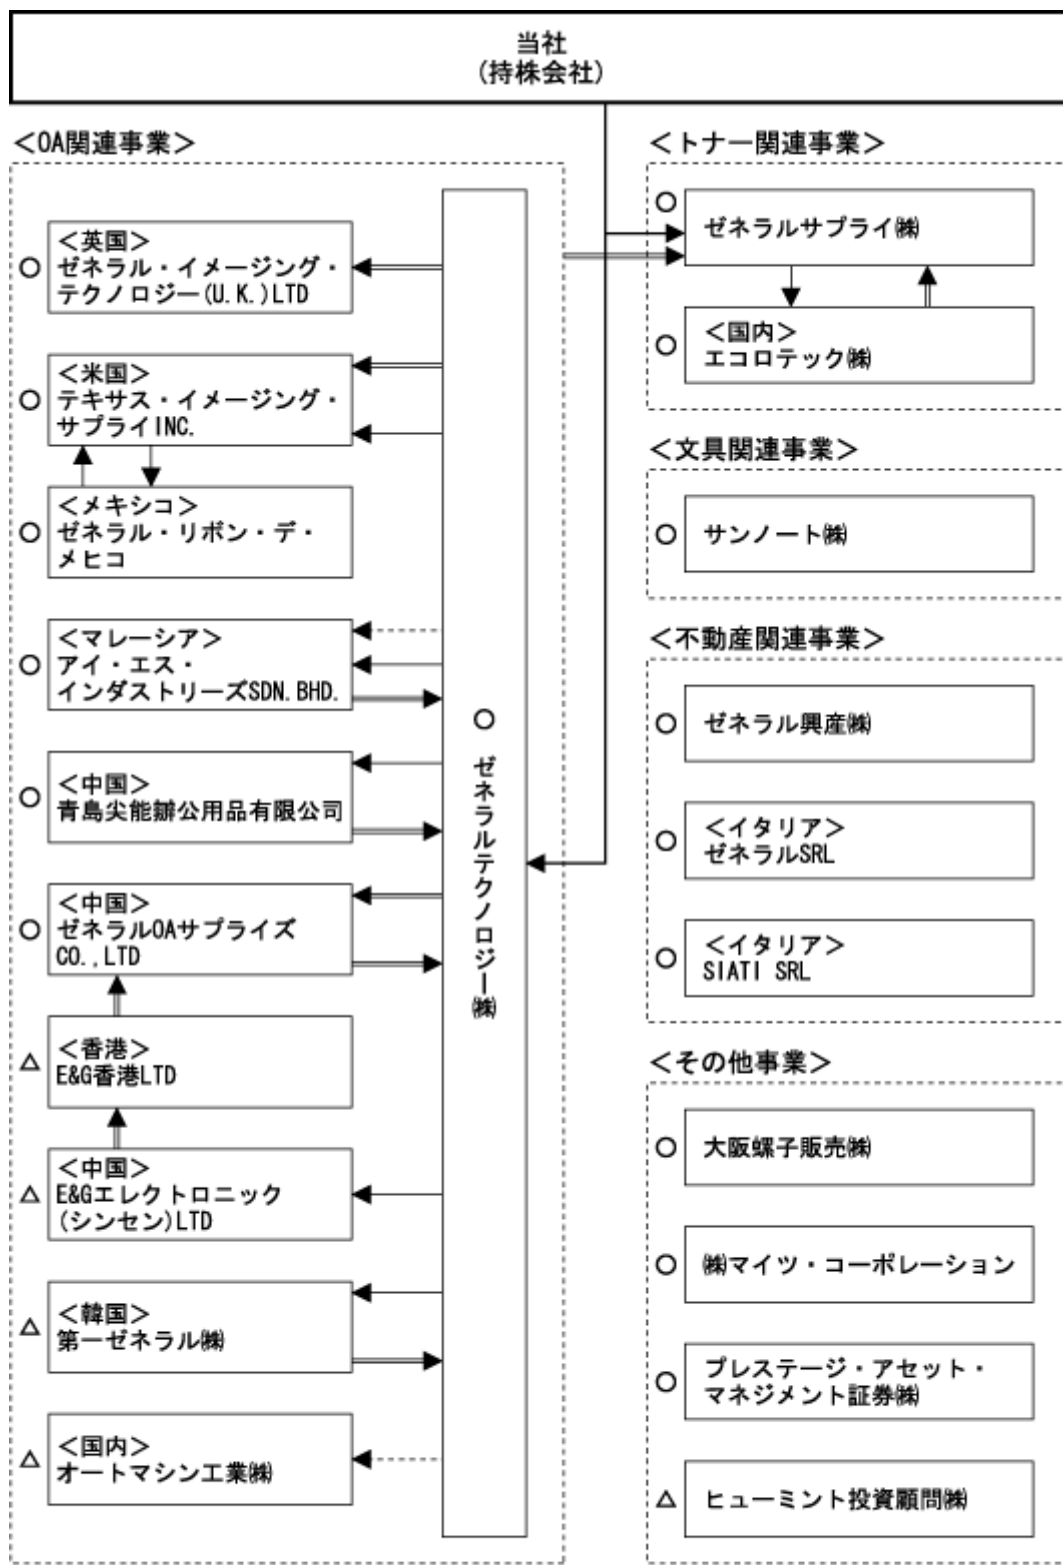 当社
(持株会社)
＜OA関連事業＞
○
＜英国＞
ゼネラル・イメージング・
テクノロジー(U.K.)LTD
○
＜米国＞
テキサス・イメージング・
サプライINC.
○
＜メキシコ＞
ゼネラル・リボン・デ・
メヒコ
○
＜マレーシア＞
アイ・エス・
インダストリーズSDN.BHD.
○
＜中国＞
青島尖能辦公用品有限公司
○
＜中国＞
ゼネラルOAサプライズ
CO.,LTD
△
＜香港＞
E&G香港LTD
△
＜中国＞
E&Gエレクトロニック
(シンセン)LTD
△
＜韓国＞
第一ゼネラル㈱
△
＜国内＞
オートマシン工業㈱
○ ゼネラルテクノロジー㈱
＜トナー関連事業＞
○
ゼネラルサプライ㈱
○
＜国内＞
エコロテック㈱
＜文具関連事業＞
○
サンノート㈱
＜不動産関連事業＞
○
ゼネラル興産㈱
○
＜イタリア＞
ゼネラルSRL
○
＜イタリア＞
SIATI SRL
＜その他事業＞
○
大阪螺子販売㈱
○
㈱マイツ・コーポレーション
○
プレステージ・アセット・
マネジメント証券㈱
△
ヒューミント投資顧問㈱